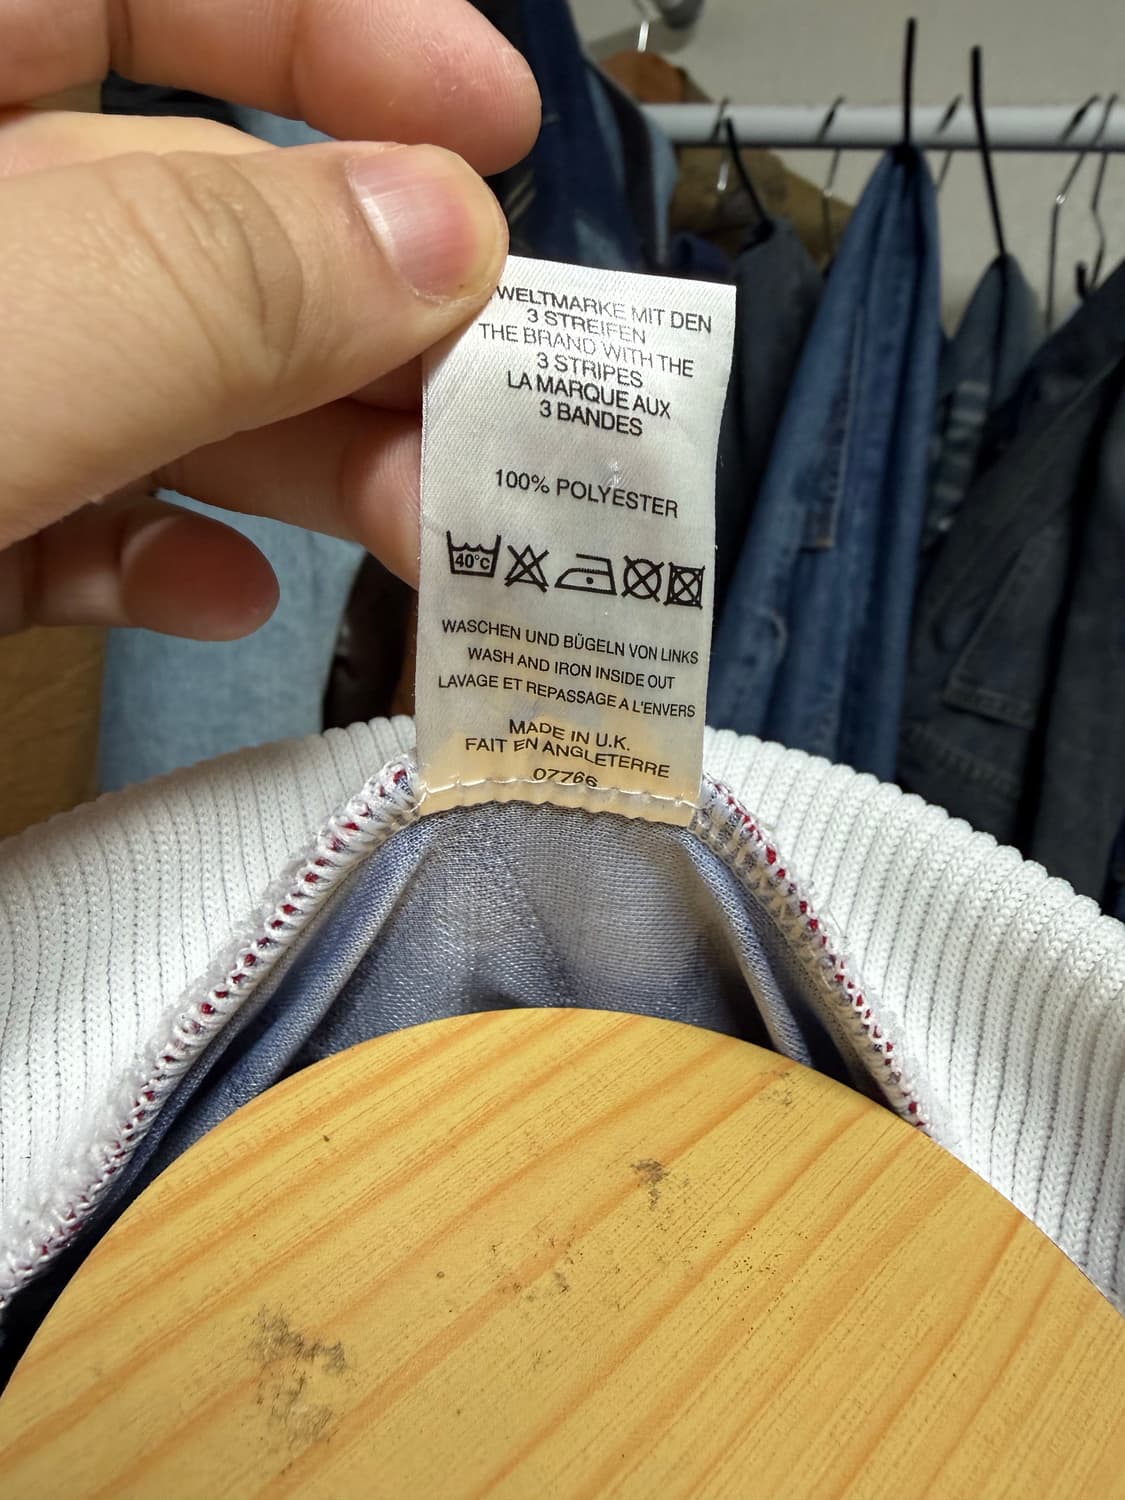 WELTMARKE MIT DEN
3 STREIFEN
THE BRAND WITH THE
3 STRIPES
LA MARQUE AUX
3 BANDES
100% POLYESTER
40°C
WASCHEN UND BÜGELN VON LINKS
WASH AND IRON INSIDE OUT
LAVAGE ET REPASSAGE A L'ENVERS
MADE IN U.K.
FAIT EN ANGLETERRE
07766